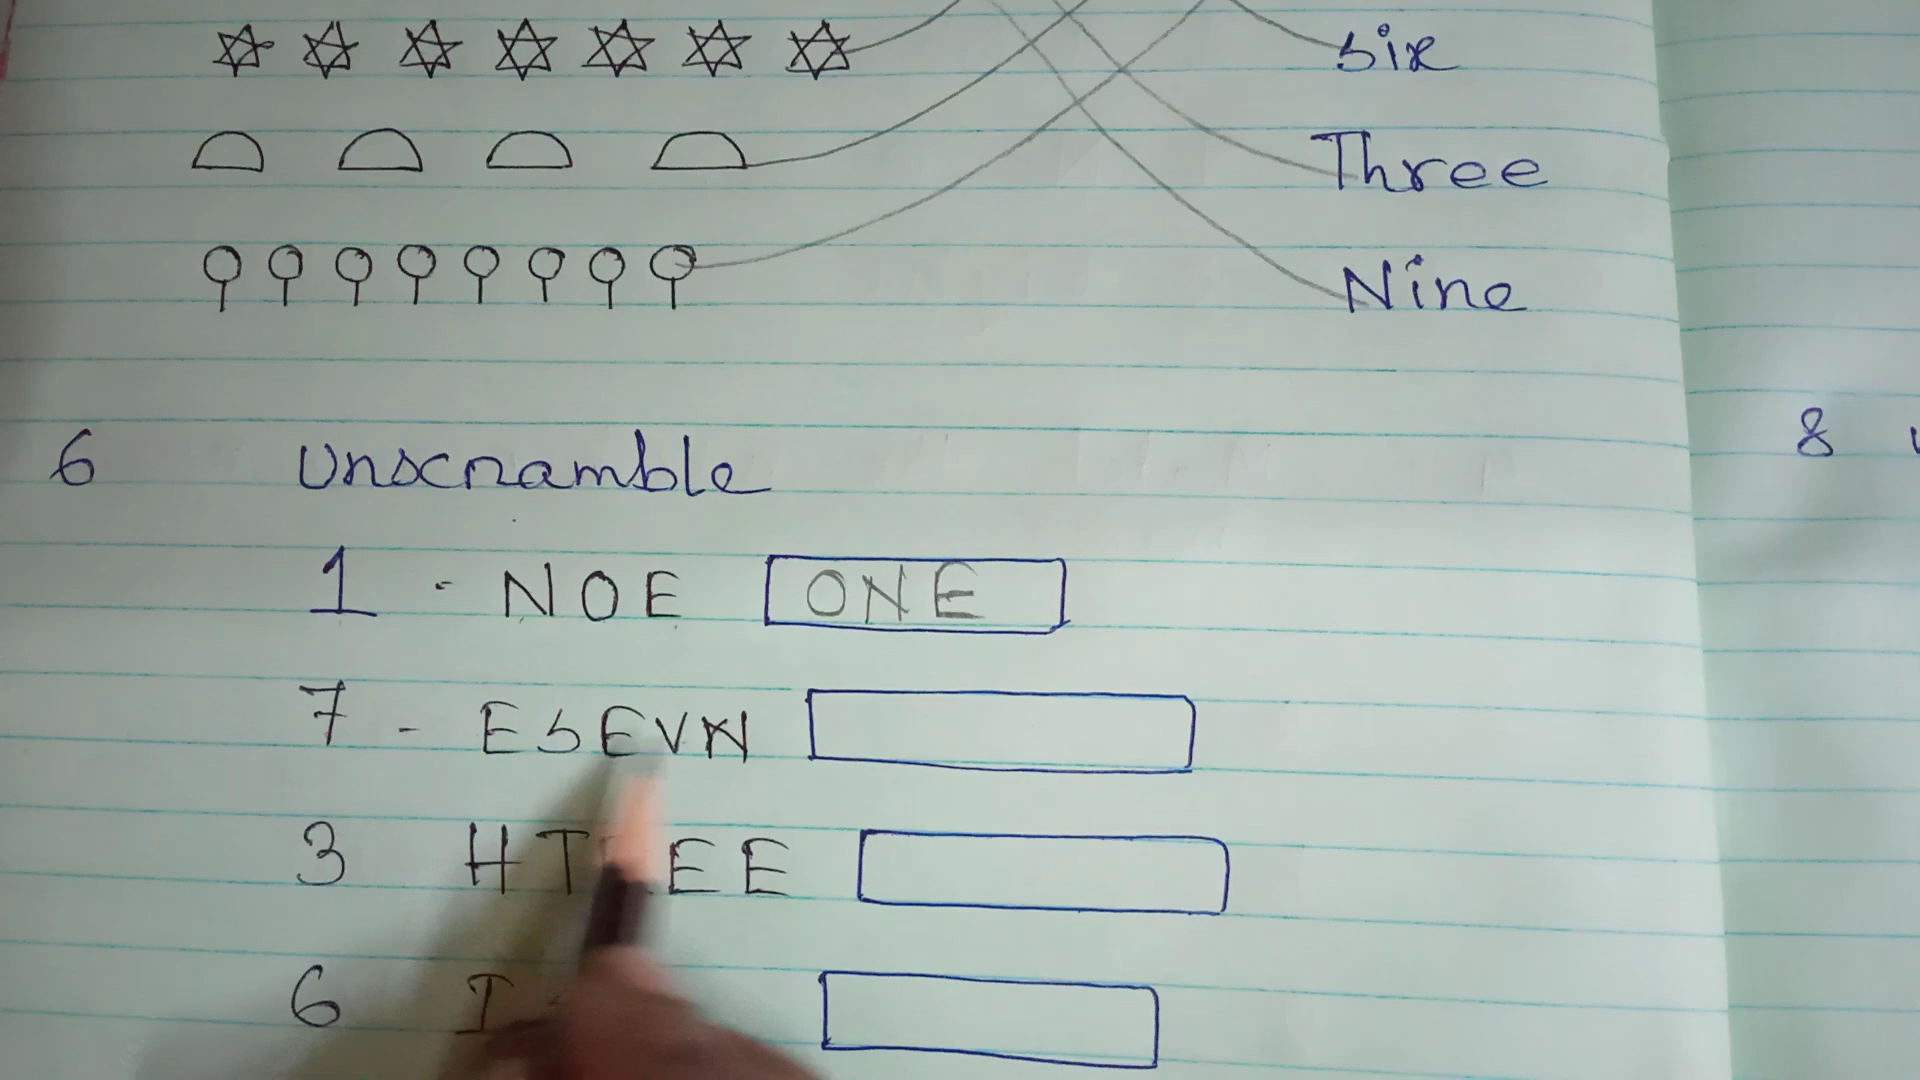 Six
Three
Nine
6 Unscramble
1 - NOE ONE
7 - ESEVN
3 HT EE
6 I
8